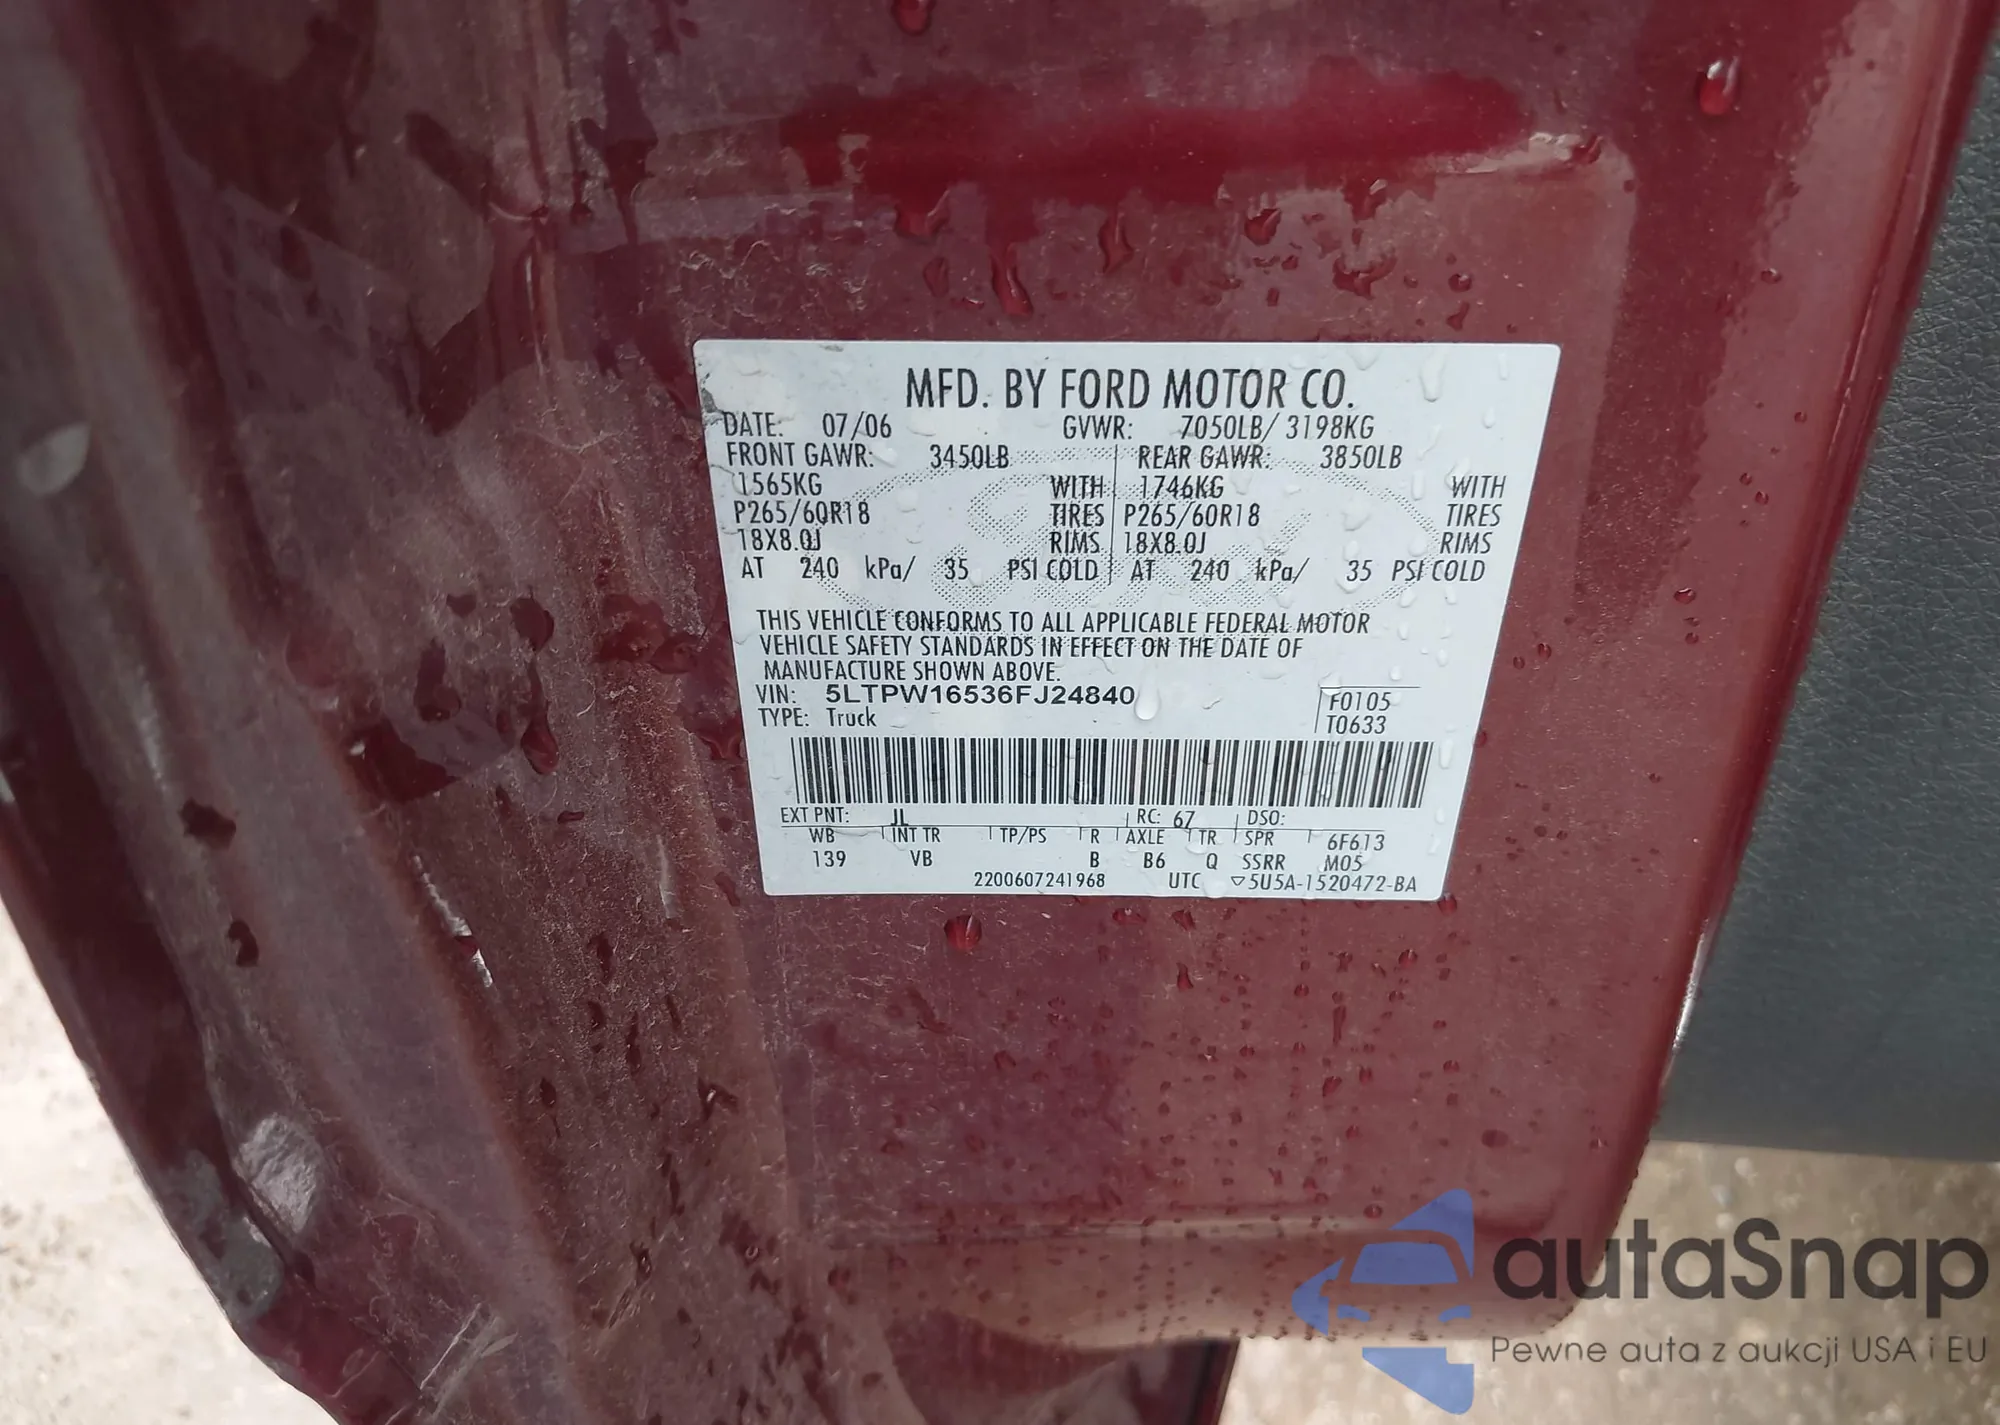 MFD. BY FORD MOTOR CO.
DATE: 07/06 GVWR: 7050LB/ 3198KG
FRONT GAWR: 3450LB REAR GAWR: 3850LB
1565KG WITH 1746KG WITH
P265/60R18 TIRES P265/60R18 TIRES
18X8.0J RIMS 18X8.0J RIMS
AT 240 kPa/ 35 PSI COLD AT 240 kPa/ 35 PSI COLD
THIS VEHICLE CONFORMS TO ALL APPLICABLE FEDERAL MOTOR
VEHICLE SAFETY STANDARDS IN EFFECT ON THE DATE OF
MANUFACTURE SHOWN ABOVE.
VIN: 5LTPW16536FJ24840 F0105
TYPE: Truck T0633
EXT PNT: JL RC: 67 DSO:
WB INT TR TP/PS R AXLE TR SPR 6F613
139 VB B B6 Q SSRR M05
2200607241968 UTC ▽5U5A-1520472-BA
autaSnap
Pewne auta z aukcji USA i EU